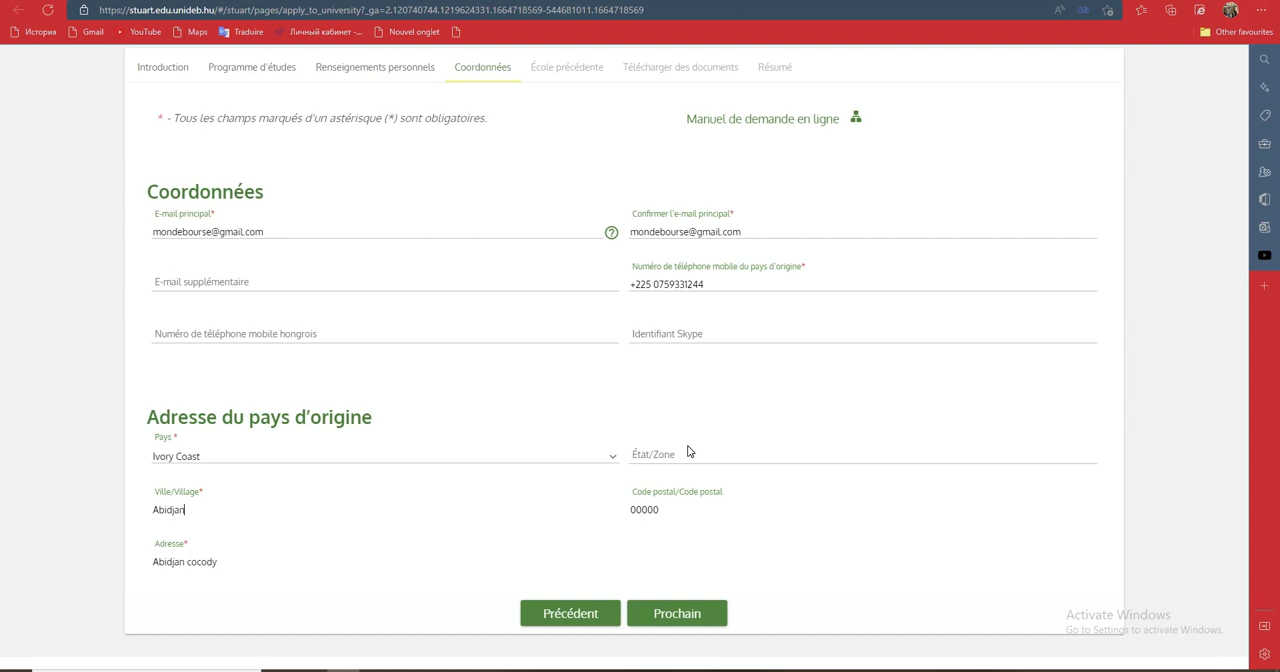 https://stuart.edu.unideb.hu/#/stuart/pages/apply_to_university?_ga=2.120740744.1219624331.1664718569-544681011.1664718569
История Gmail YouTube Maps Traduire Личный кабинет -... Nouvel onglet Other favourites
Introduction Programme d'études Renseignements personnels Coordonnées École précédente Télécharger des documents Résumé
* - Tous les champs marqués d'un astérisque (*) sont obligatoires. Manuel de demande en ligne
Coordonnées
E-mail principal* Confirmer l'e-mail principal*
mondebourse@gmail.com mondebourse@gmail.com
Numéro de téléphone mobile du pays d'origine*
E-mail supplémentaire +225 0759331244
Numéro de téléphone mobile hongrois Identifiant Skype
Adresse du pays d'origine
Pays *
Ivory Coast État/Zone
Ville/Village* Code postal/Code postal
Abidjan 00000
Adresse*
Abidjan cocody
Précédent Prochain
Activate Windows
Go to Settings to activate Windows.